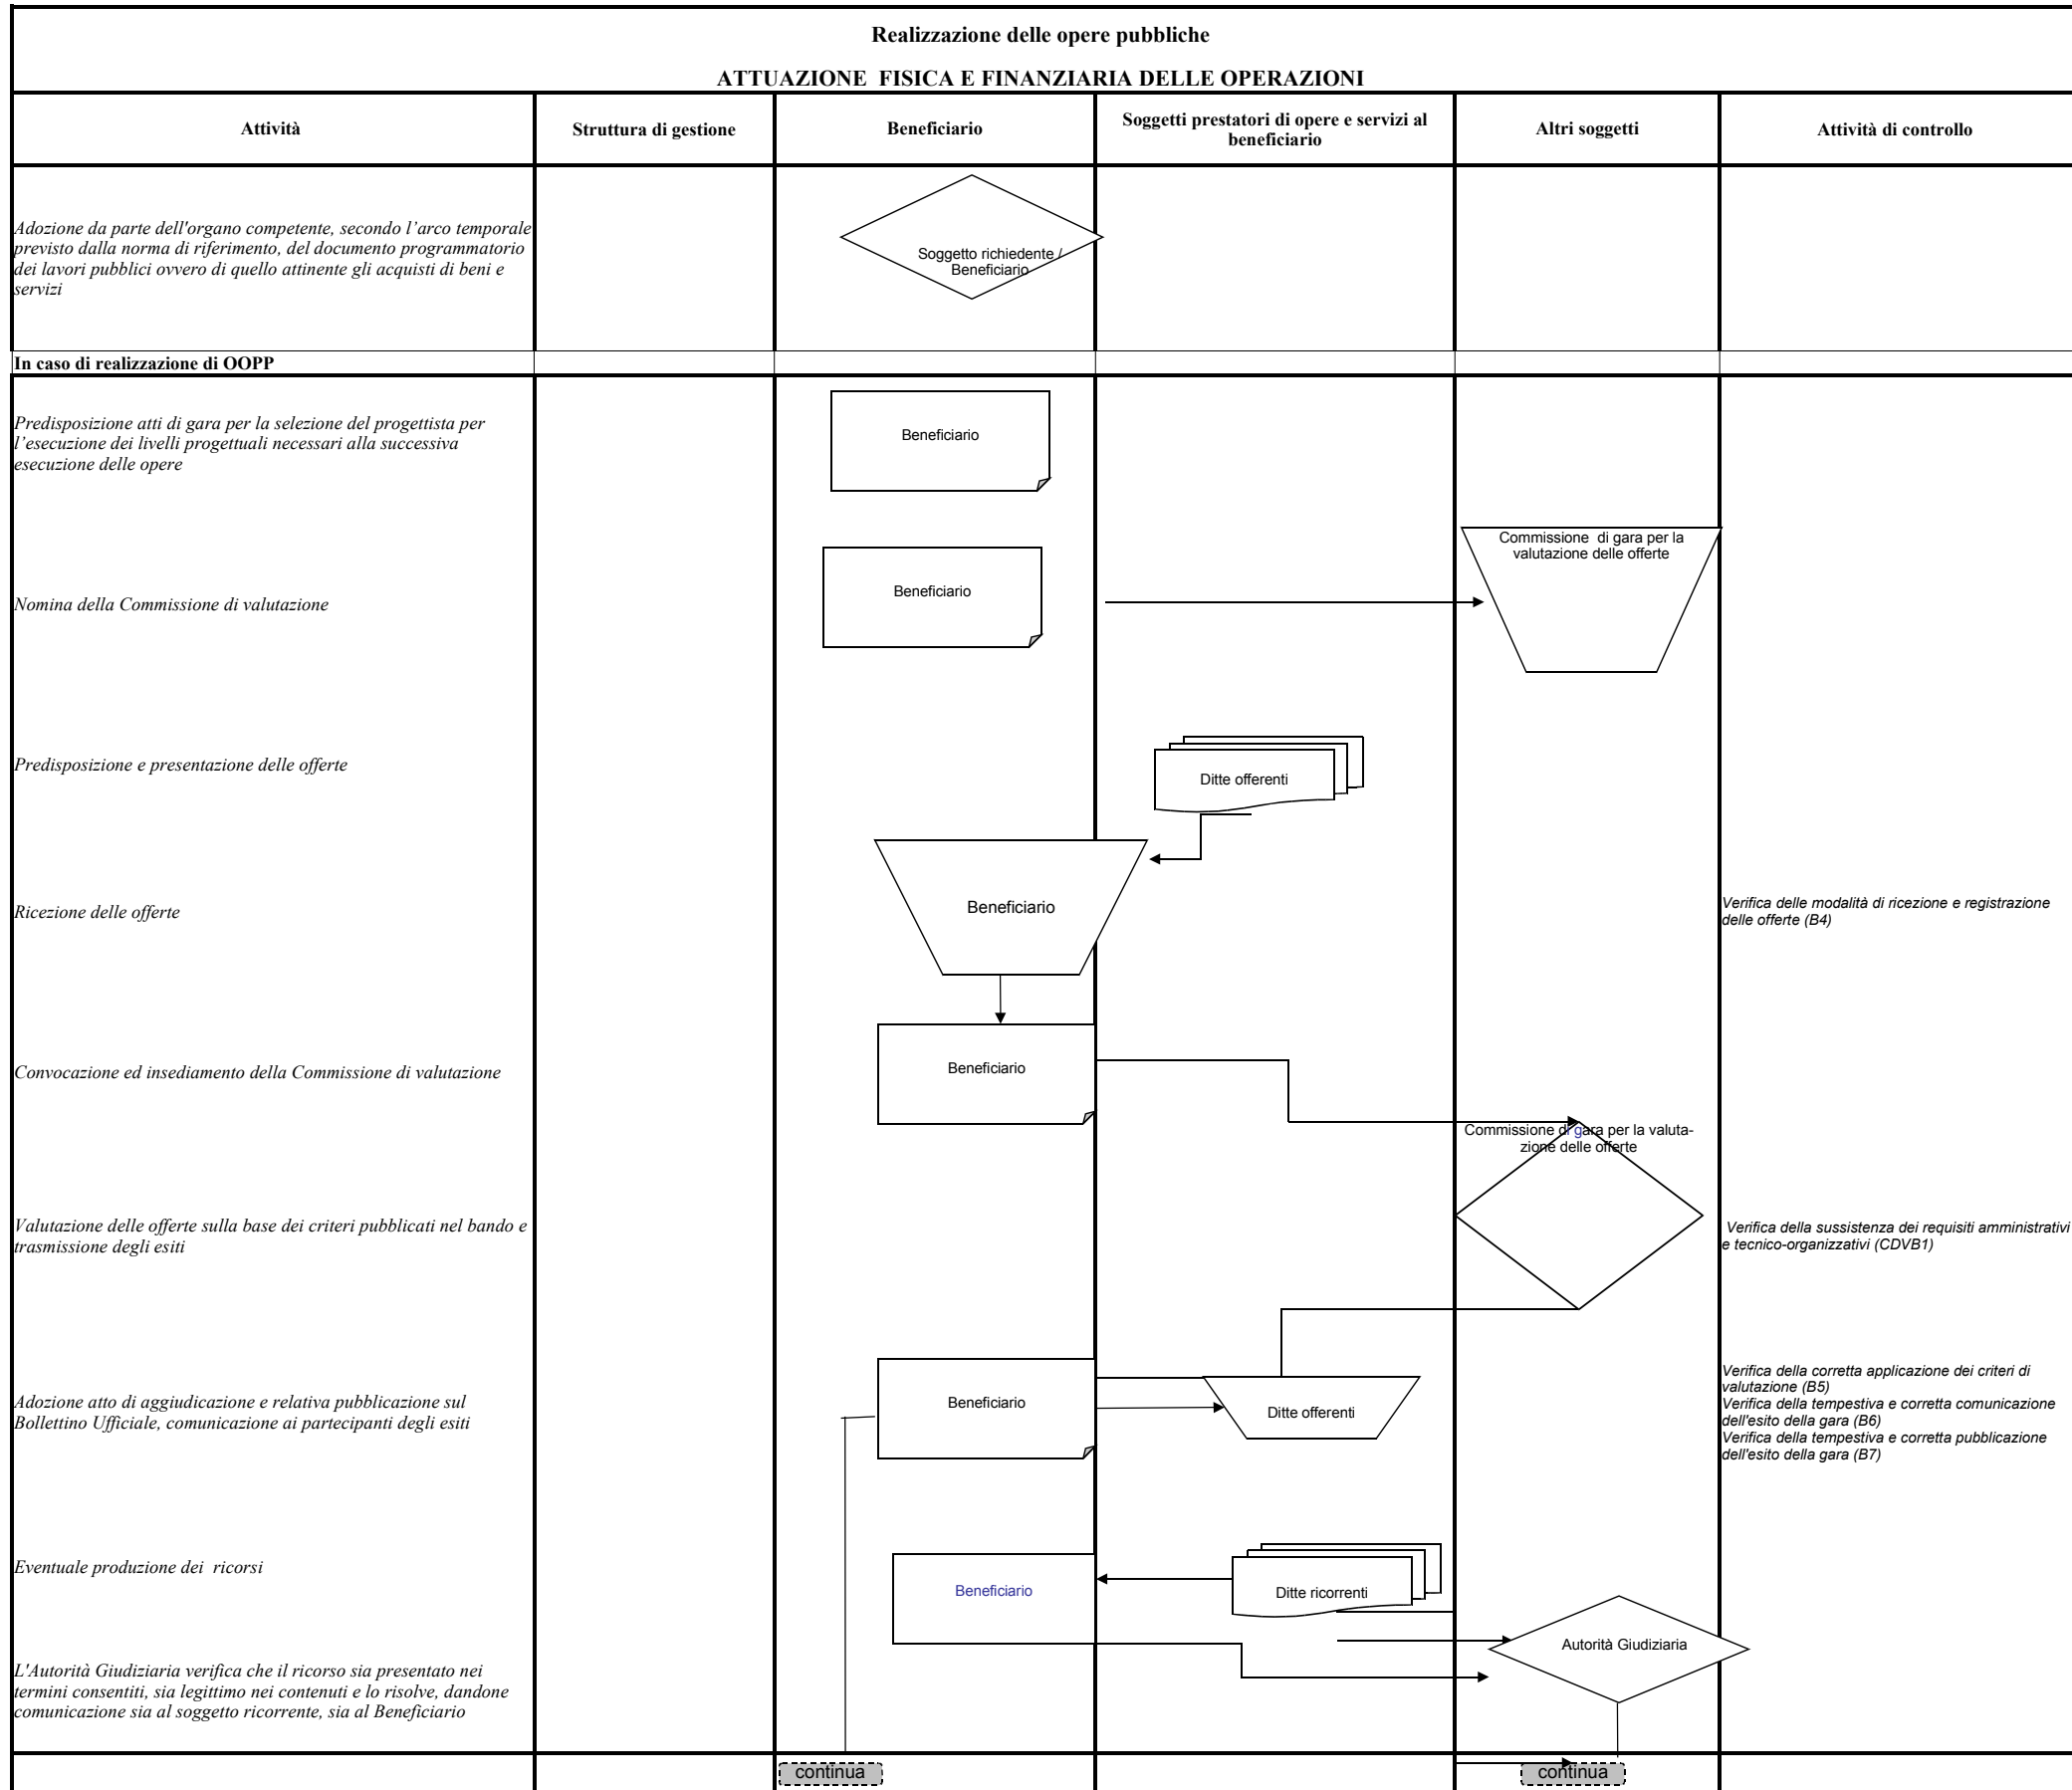 Realizzazione delle opere pubbliche
ATTUAZIONE FISICA E FINANZIARIA DELLE OPERAZIONI
Attività
Struttura di gestione
Beneficiario
Soggetti prestatori di opere e servizi al
beneficiario
Altri soggetti
Attività di controllo
Adozione da parte dell'organo competente, secondo l’arco temporale
previsto dalla norma di riferimento, del documento programmatorio
dei lavori pubblici ovvero di quello attinente gli acquisti di beni e
servizi
Soggetto richiedente /
Beneficiario
In caso di realizzazione di OOPP
Predisposizione atti di gara per la selezione del progettista per
l’esecuzione dei livelli progettuali necessari alla successiva
esecuzione delle opere
Beneficiario
Nomina della Commissione di valutazione
Beneficiario
Commissione di gara per la
valutazione delle offerte
Predisposizione e presentazione delle offerte
Ditte offerenti
Ricezione delle offerte
Beneficiario
Verifica delle modalità di ricezione e registrazione
delle offerte (B4)
Convocazione ed insediamento della Commissione di valutazione
Beneficiario
Commissione di gara per la valuta-
zione delle offerte
Valutazione delle offerte sulla base dei criteri pubblicati nel bando e
trasmissione degli esiti
Verifica della sussistenza dei requisiti amministrativi
e tecnico-organizzativi (CDVB1)
Adozione atto di aggiudicazione e relativa pubblicazione sul
Bollettino Ufficiale, comunicazione ai partecipanti degli esiti
Beneficiario
Ditte offerenti
Verifica della corretta applicazione dei criteri di
valutazione (B5)
Verifica della tempestiva e corretta comunicazione
dell'esito della gara (B6)
Verifica della tempestiva e corretta pubblicazione
dell'esito della gara (B7)
Eventuale produzione dei ricorsi
Beneficiario
Ditte ricorrenti
Autorità Giudiziaria
L'Autorità Giudiziaria verifica che il ricorso sia presentato nei
termini consentiti, sia legittimo nei contenuti e lo risolve, dandone
comunicazione sia al soggetto ricorrente, sia al Beneficiario
continua
continua